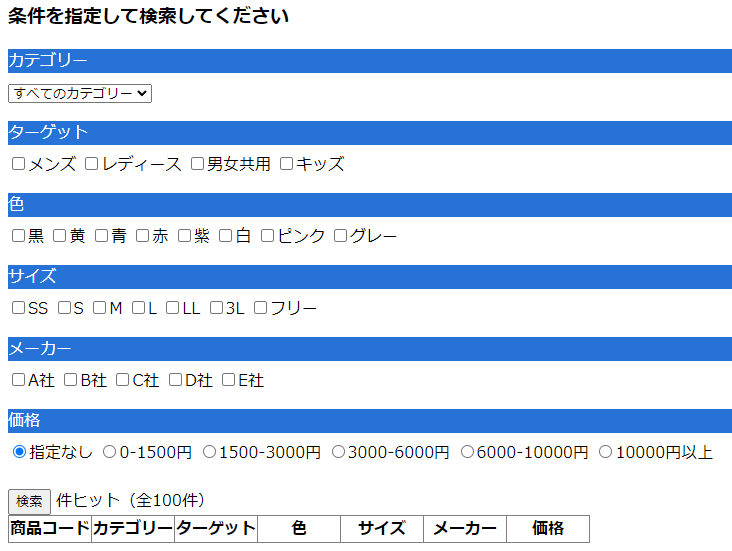 条件を指定して検索してください
カテゴリー
すべてのカテゴリー
ターゲット
メンズ レディース 男女共用 キッズ
色
黒 黄 青 赤 紫 白 ピンク グレー
サイズ
SS S M L LL 3L フリー
メーカー
A社 B社 C社 D社 E社
価格
指定なし 0-1500円 1500-3000円 3000-6000円 6000-10000円 10000円以上
検索 件ヒット（全100件）
商品コード カテゴリー ターゲット 色 サイズ メーカー 価格